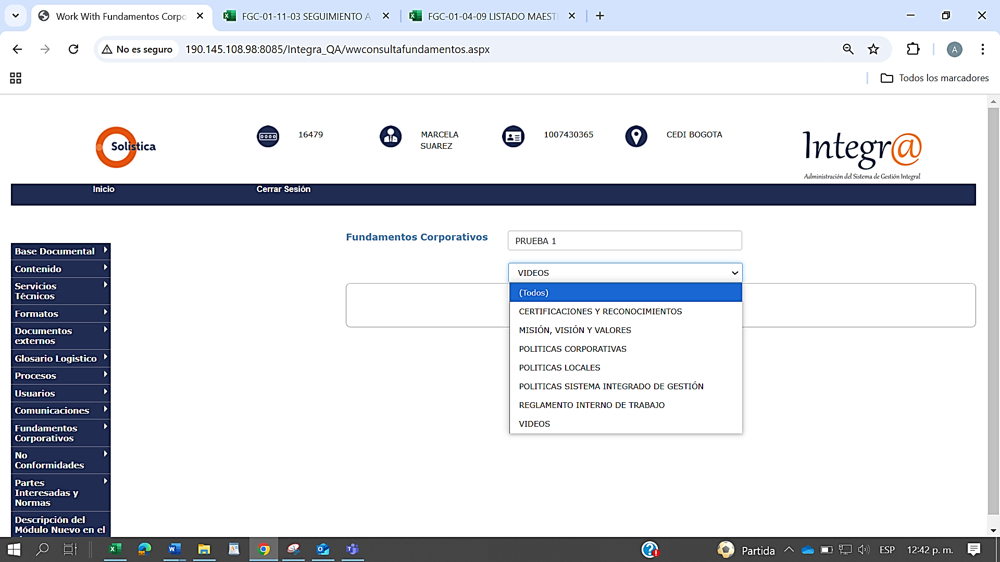 Work With Fundamentos Corpo
FGC-01-11-03 SEGUIMIENTO A
FGC-01-04-09 LISTADO MAEST
No es seguro
190.145.108.98:8085/Integra_QA/wwconsultafundamentos.aspx
A
Todos los marcadores
Solistica
16479
MARCELA
SUAREZ
1007430365
CEDI BOGOTA
Integr@
Administración del Sistema de Gestión Integral
Inicio
Cerrar Sesión
Fundamentos Corporativos
PRUEBA 1
VIDEOS
(Todos)
CERTIFICACIONES Y RECONOCIMIENTOS
MISIÓN, VISIÓN Y VALORES
POLITICAS CORPORATIVAS
POLITICAS LOCALES
POLITICAS SISTEMA INTEGRADO DE GESTIÓN
REGLAMENTO INTERNO DE TRABAJO
VIDEOS
Base Documental
Contenido
Servicios
Técnicos
Formatos
Documentos
externos
Glosario Logistico
Procesos
Usuarios
Comunicaciones
Fundamentos
Corporativos
No
Conformidades
Partes
Interesadas y
Normas
Descripción del
Módulo Nuevo en el
Partida
ESP
12:42 p. m.